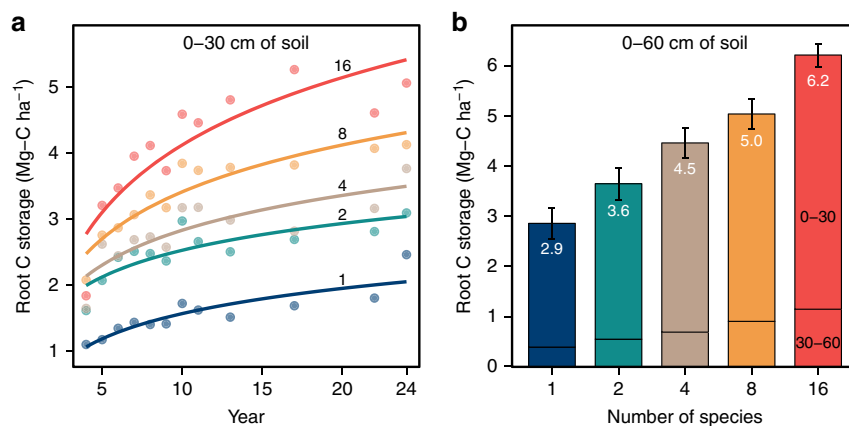 a
0–30 cm of soil
Root C storage (Mg–C ha⁻¹)
5
4
3
2
1
16
8
4
2
1
5 10 15 20 24
Year
b
0–60 cm of soil
Root C storage (Mg–C ha⁻¹)
6
5
4
3
2
1
0
2.9
3.6
4.5
5.0
6.2
0–30
30–60
1 2 4 8 16
Number of species